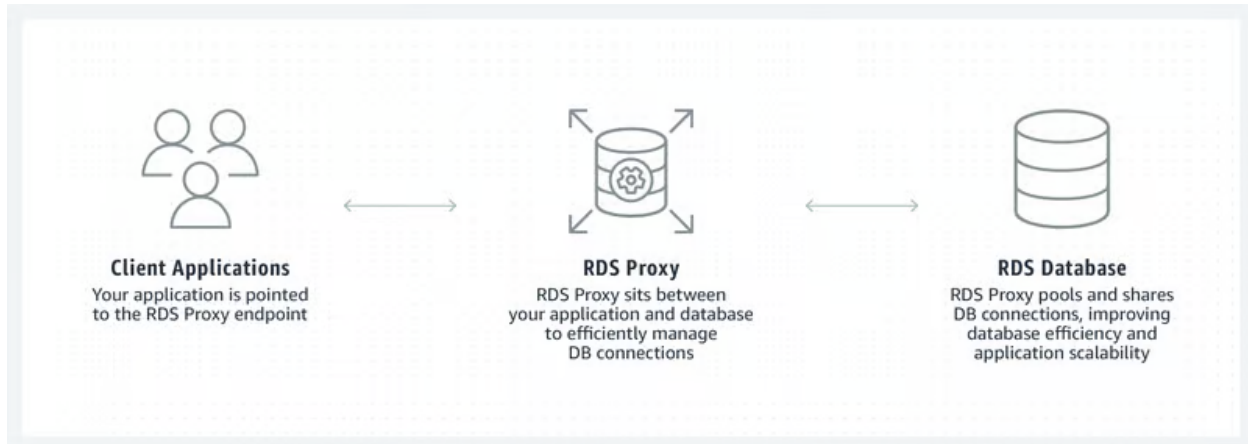 Client Applications
Your application is pointed
to the RDS Proxy endpoint
RDS Proxy
RDS Proxy sits between
your application and database
to efficiently manage
DB connections
RDS Database
RDS Proxy pools and shares
DB connections, improving
database efficiency and
application scalability